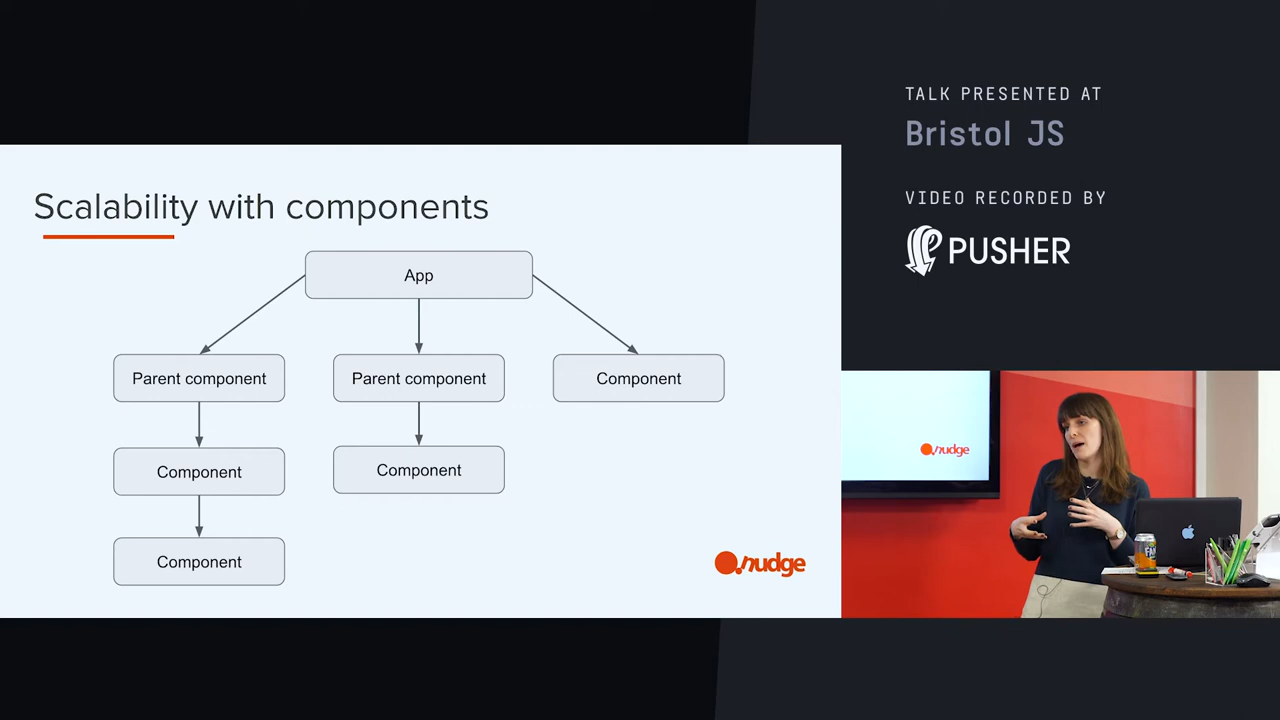 TALK PRESENTED AT
Bristol JS
VIDEO RECORDED BY
PUSHER
Scalability with components
App
Parent component
Parent component
Component
Component
Component
Component
nudge
nudge